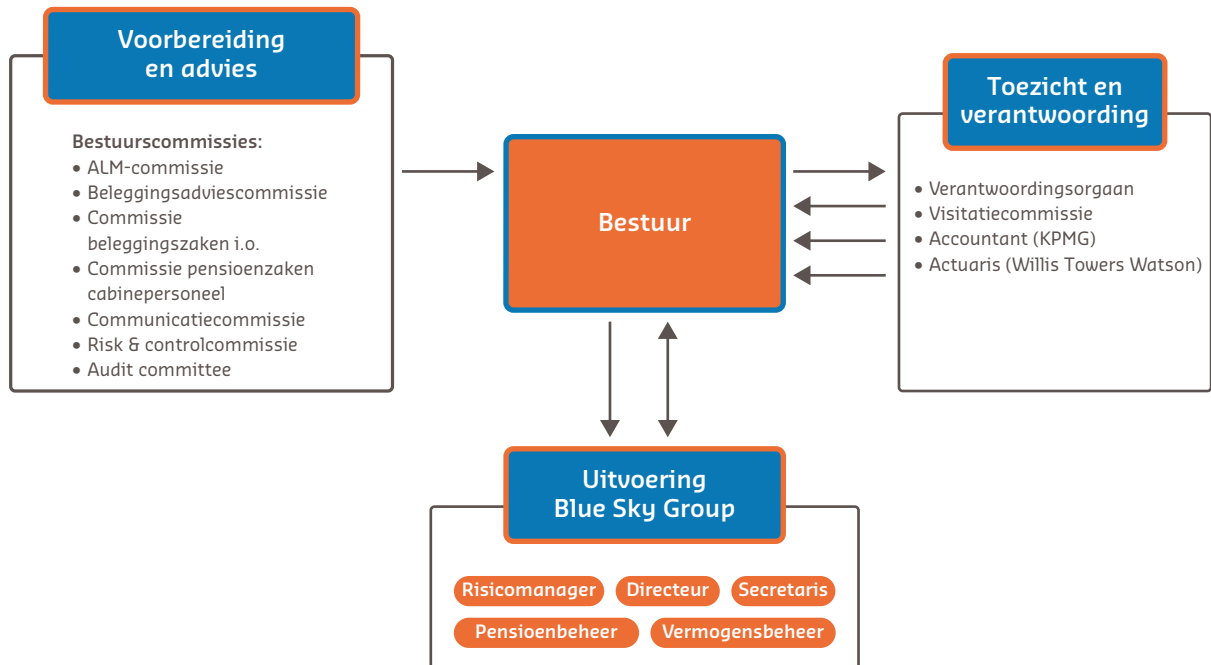 Voorbereiding
en advies
Bestuurscommissies:
• ALM-commissie
• Beleggingsadviescommissie
• Commissie
beleggingszaken i.o.
• Commissie pensioenzaken
cabinepersoneel
• Communicatiecommissie
• Risk & controlcommissie
• Audit committee
Bestuur
Toezicht en
verantwoording
• Verantwoordingsorgaan
• Visitatiecommissie
• Accountant (KPMG)
• Actuaris (Willis Towers Watson)
Uitvoering
Blue Sky Group
Risicomanager
Directeur
Secretaris
Pensioenbeheer
Vermogensbeheer